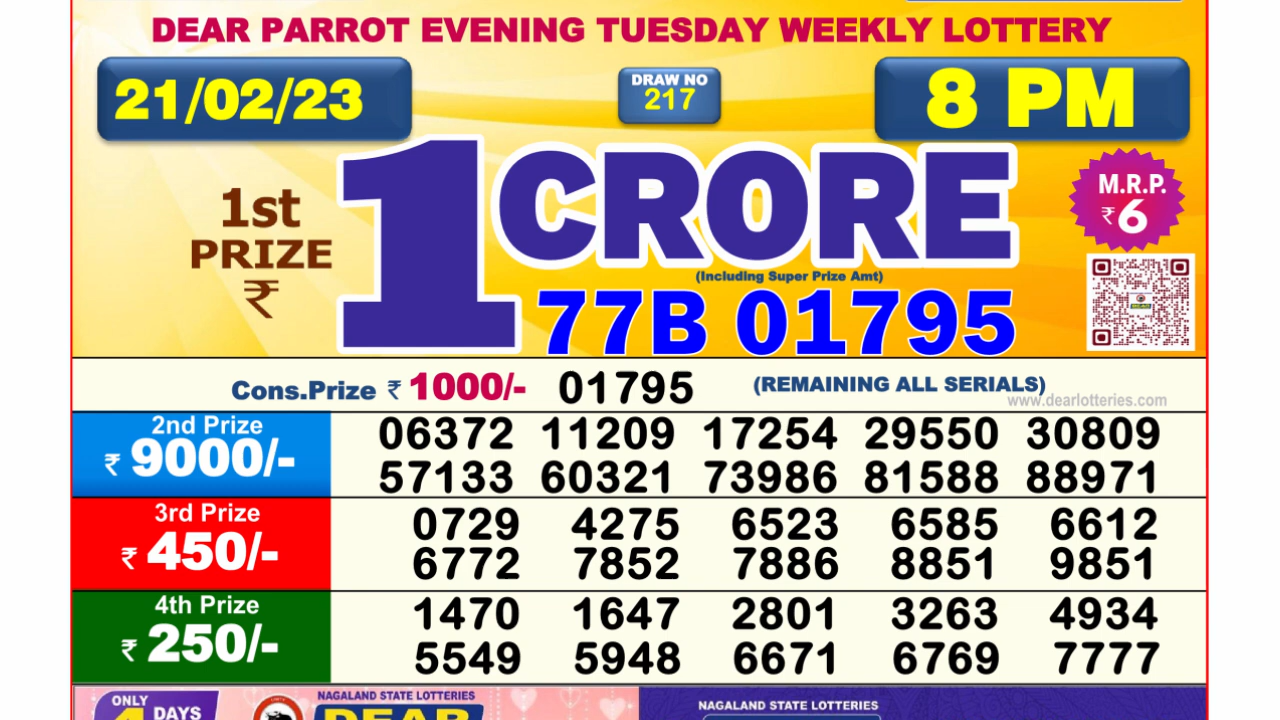 DEAR PARROT EVENING TUESDAY WEEKLY LOTTERY
21/02/23
DRAW NO
217
8 PM
1st
PRIZE
₹
1 CRORE
(Including Super Prize Amt)
77B 01795
M.R.P.
₹ 6
Cons.Prize ₹ 1000/- 01795 (REMAINING ALL SERIALS)
www.dearlotteries.com
2nd Prize
₹ 9000/-
06372 11209 17254 29550 30809
57133 60321 73986 81588 88971
3rd Prize
₹ 450/-
0729 4275 6523 6585 6612
6772 7852 7886 8851 9851
4th Prize
₹ 250/-
1470 1647 2801 3263 4934
5549 5948 6671 6769 7777
ONLY
4 DAYS
NAGALAND STATE LOTTERIES
DEAR
NAGALAND STATE LOTTERIES